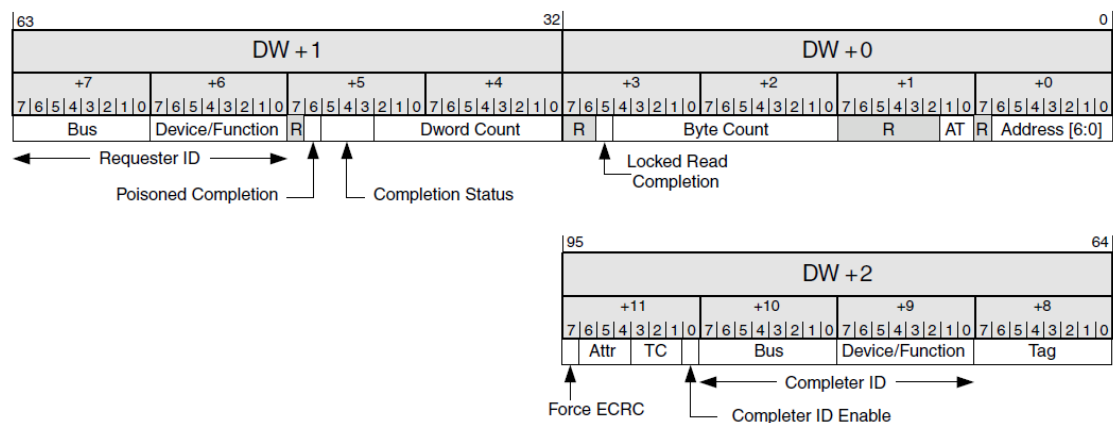 63 32 0
DW +1 DW +0
+7 +6 +5 +4 +3 +2 +1 +0
7 6 5 4 3 2 1 0 7 6 5 4 3 2 1 0 7 6 5 4 3 2 1 0 7 6 5 4 3 2 1 0 7 6 5 4 3 2 1 0 7 6 5 4 3 2 1 0 7 6 5 4 3 2 1 0 7 6 5 4 3 2 1 0
Bus Device/Function R Dword Count R Byte Count R AT R Address [6:0]
Requester ID Locked Read
Completion
Poisoned Completion Completion Status
95 64
DW +2
+11 +10 +9 +8
7 6 5 4 3 2 1 0 7 6 5 4 3 2 1 0 7 6 5 4 3 2 1 0 7 6 5 4 3 2 1 0
Attr TC Bus Device/Function Tag
Completer ID
Force ECRC Completer ID Enable